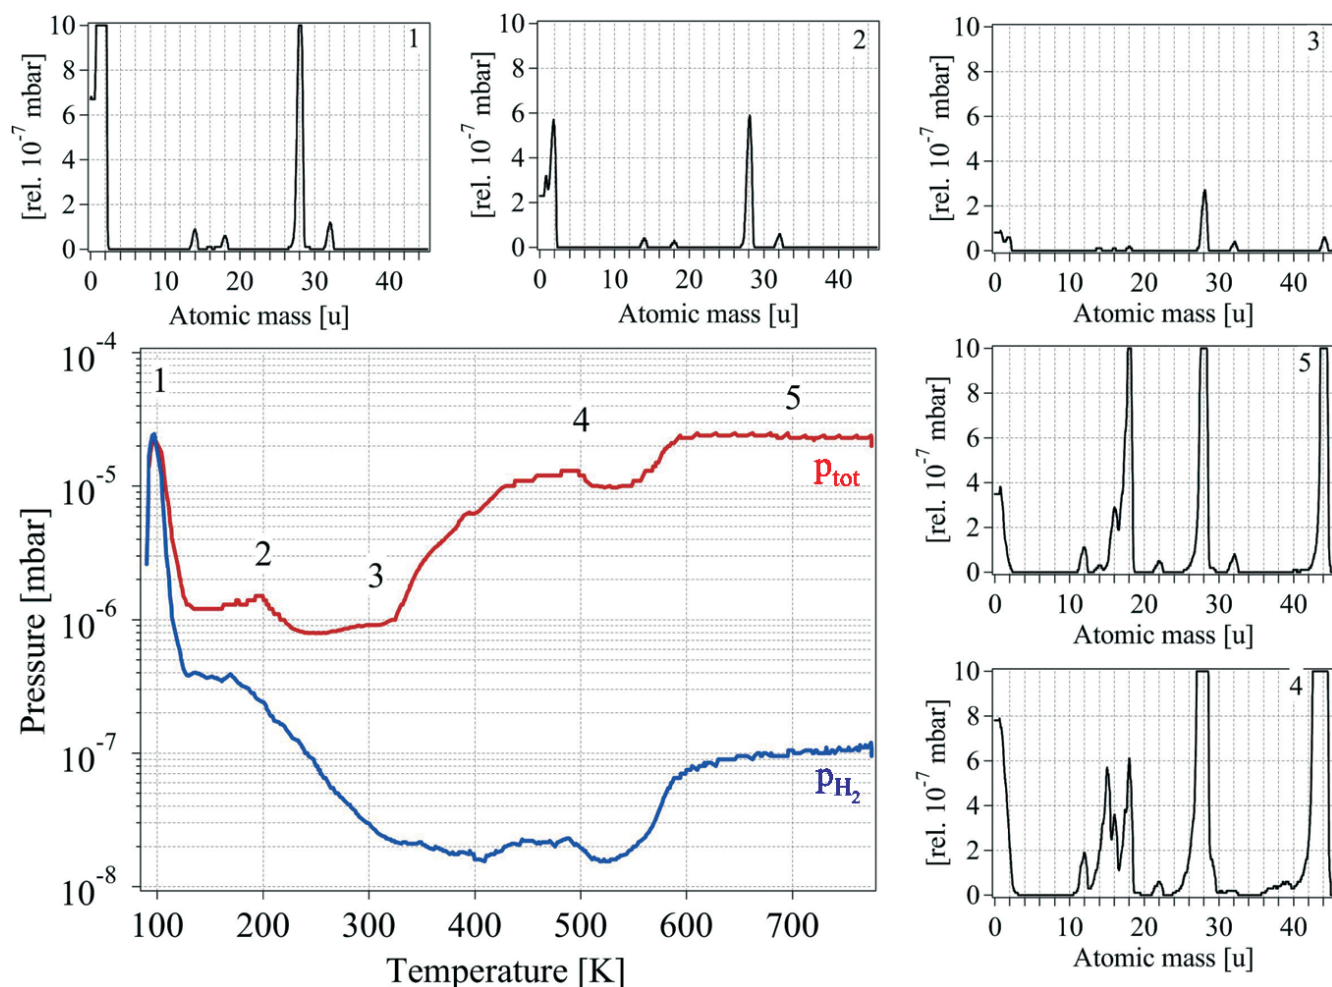 1
[rel. 10⁻⁷ mbar]
10
8
6
4
2
0
0 10 20 30 40
Atomic mass [u]
2
[rel. 10⁻⁷ mbar]
10
8
6
4
2
0
0 10 20 30 40
Atomic mass [u]
3
[rel. 10⁻⁷ mbar]
10
8
6
4
2
0
0 10 20 30 40
Atomic mass [u]
Pressure [mbar]
10⁻⁴
10⁻⁵
10⁻⁶
10⁻⁷
10⁻⁸
1
2
3
4
5
pₜₒₜ
p_H₂
100 200 300 400 500 600 700
Temperature [K]
5
[rel. 10⁻⁷ mbar]
10
8
6
4
2
0
0 10 20 30 40
Atomic mass [u]
4
[rel. 10⁻⁷ mbar]
10
8
6
4
2
0
0 10 20 30 40
Atomic mass [u]